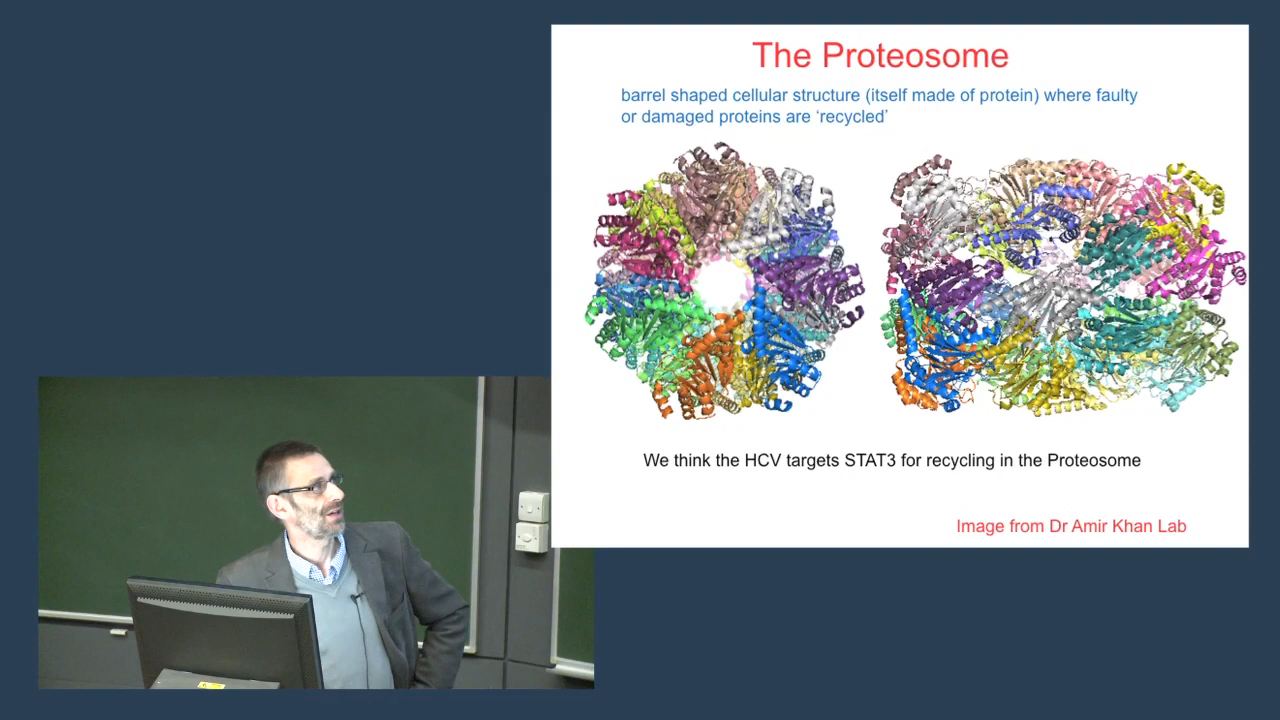 The Proteosome
barrel shaped cellular structure (itself made of protein) where faulty
or damaged proteins are ‘recycled’
We think the HCV targets STAT3 for recycling in the Proteosome
Image from Dr Amir Khan Lab